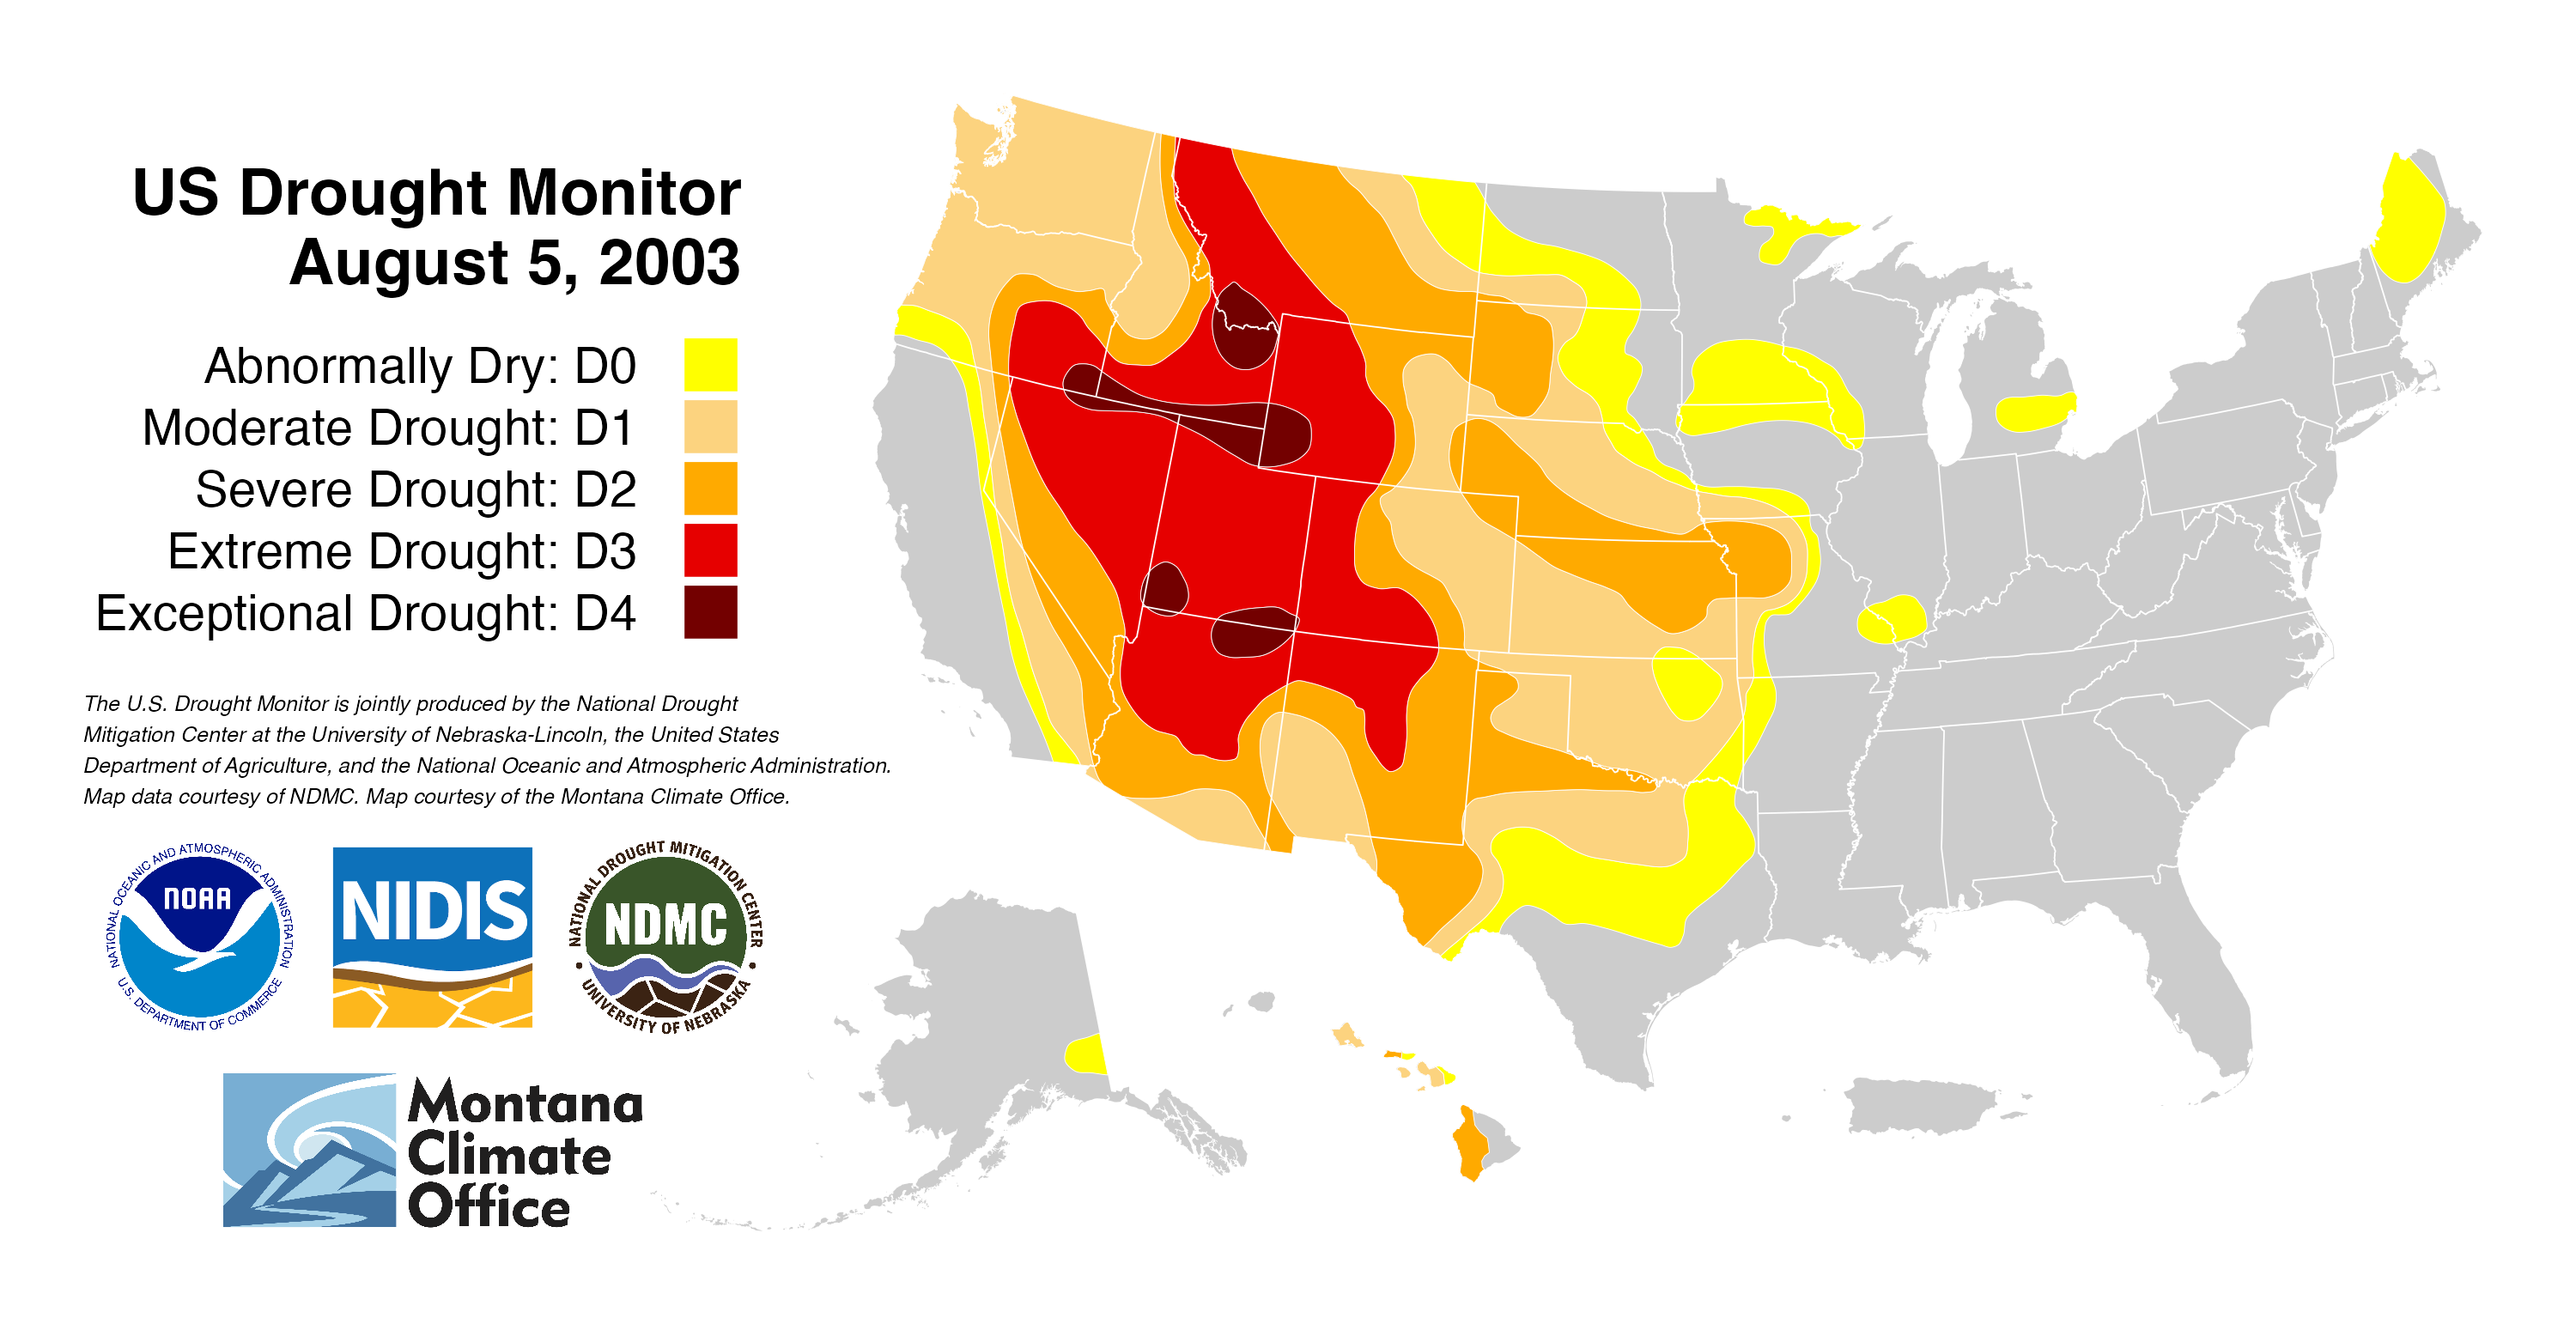 US Drought Monitor
August 5, 2003
Abnormally Dry: D0
Moderate Drought: D1
Severe Drought: D2
Extreme Drought: D3
Exceptional Drought: D4
The U.S. Drought Monitor is jointly produced by the National Drought
Mitigation Center at the University of Nebraska-Lincoln, the United States
Department of Agriculture, and the National Oceanic and Atmospheric Administration.
Map data courtesy of NDMC. Map courtesy of the Montana Climate Office.
NATIONAL OCEANIC AND ATMOSPHERIC ADMINISTRATION
NOAA
U.S. DEPARTMENT OF COMMERCE
NIDIS
NATIONAL DROUGHT MITIGATION CENTER
NDMC
• UNIVERSITY OF NEBRASKA •
Montana
Climate
Office